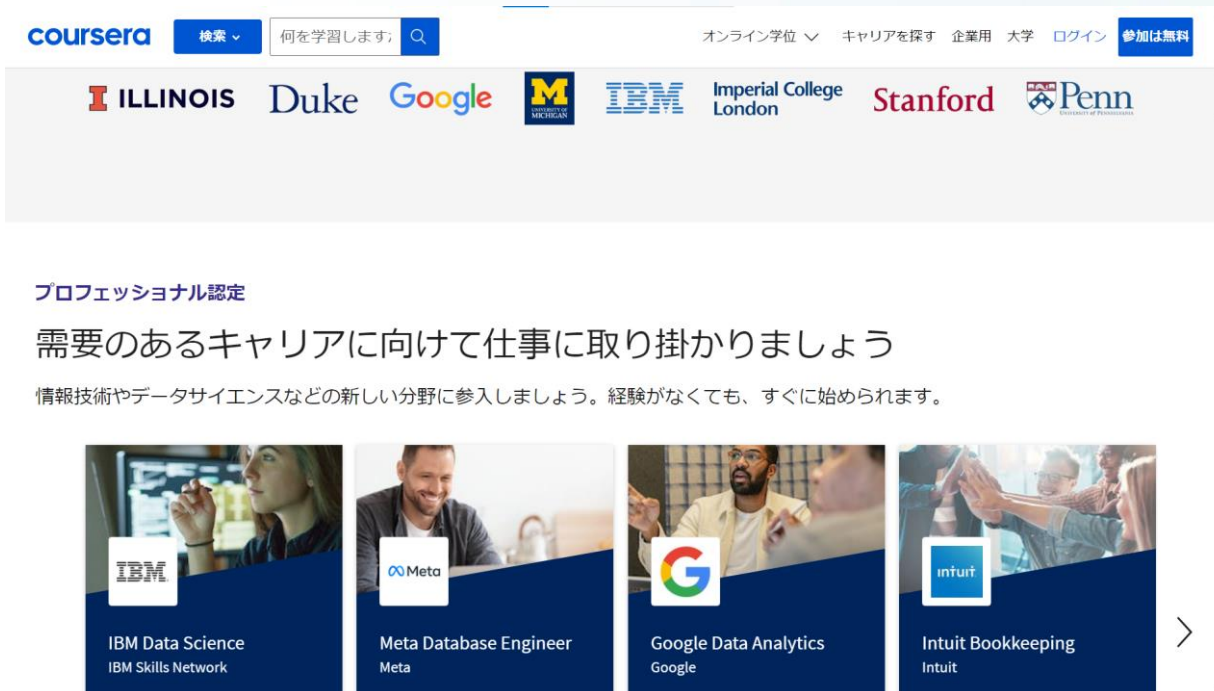 coursera 検索 何を学習します オンライン学位 キャリアを探す 企業用 大学 ログイン 参加は無料
ILLINOIS Duke Google M UNIVERSITY OF MICHIGAN IBM Imperial College London Stanford Penn UNIVERSITY OF PENNSYLVANIA
プロフェッショナル認定
需要のあるキャリアに向けて仕事に取り掛かりましょう
情報技術やデータサイエンスなどの新しい分野に参入しましょう。経験がなくても、すぐに始められます。
IBM Meta G intuit
IBM Data Science
IBM Skills Network
Meta Database Engineer
Meta
Google Data Analytics
Google
Intuit Bookkeeping
Intuit